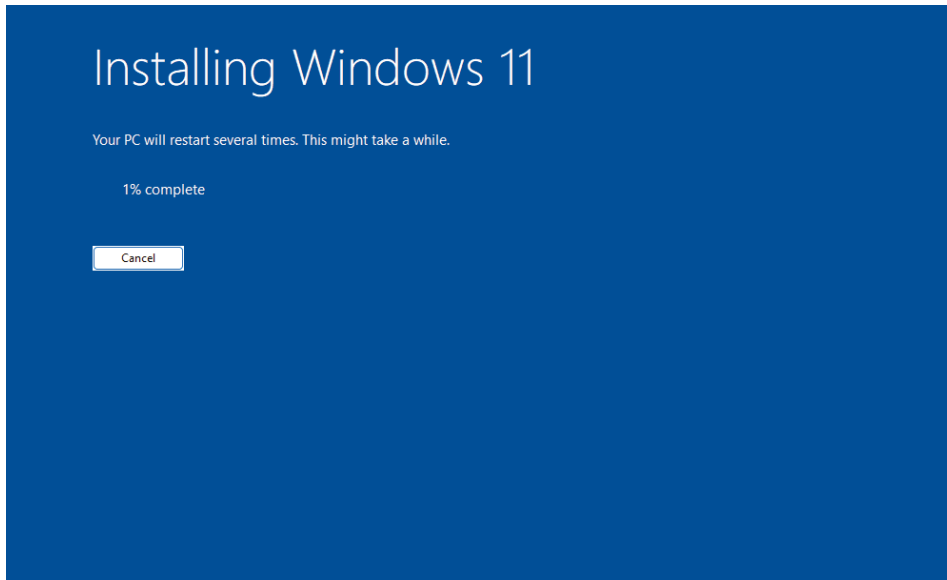 Installing Windows 11
Your PC will restart several times. This might take a while.
1% complete
Cancel